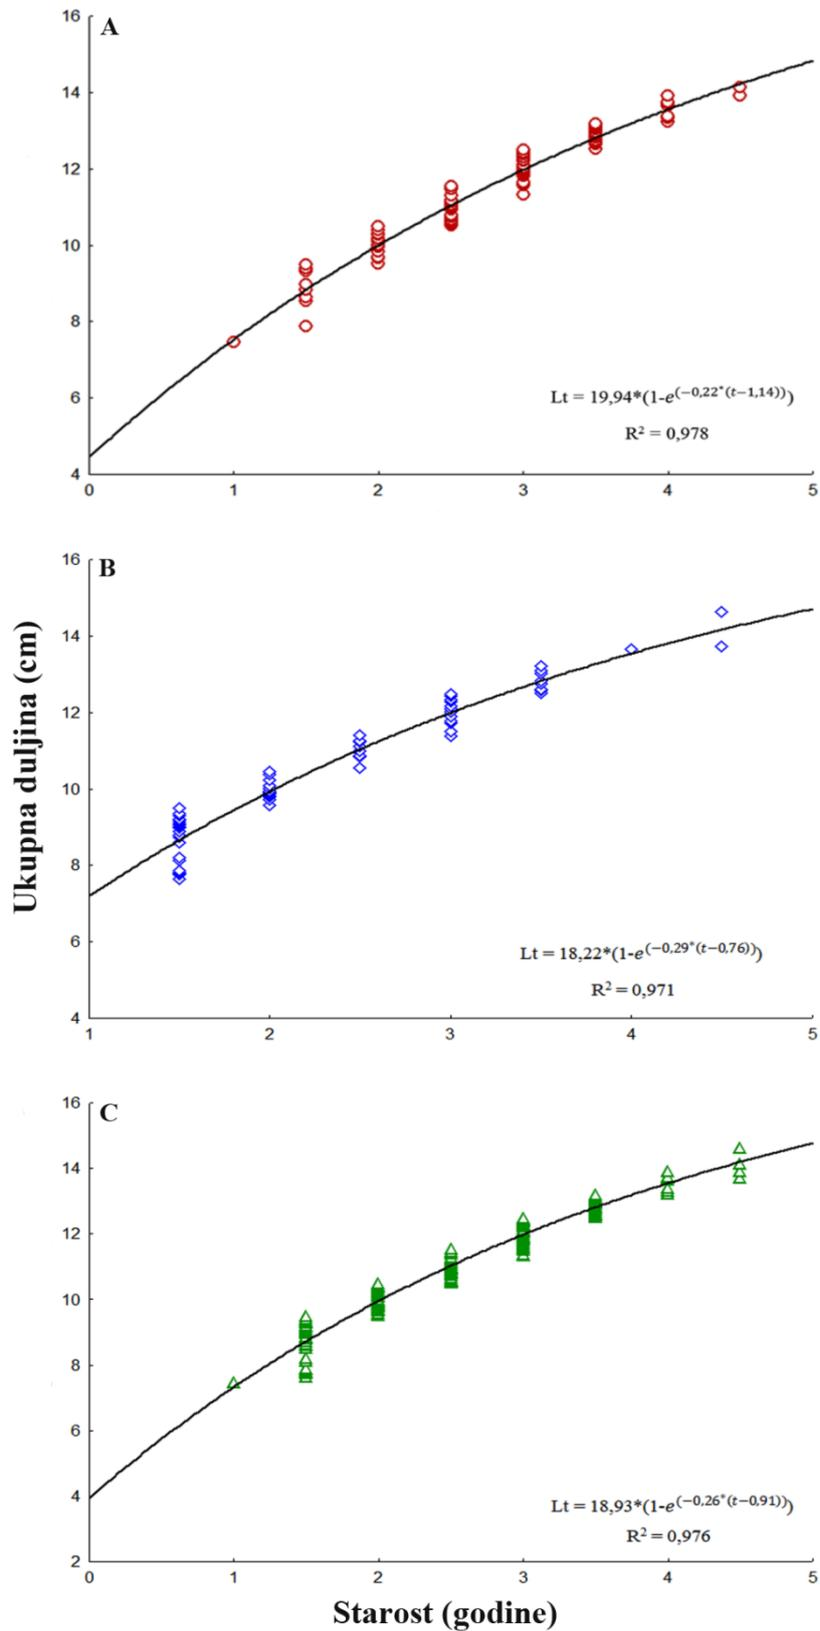 A
16
14
12
10
8
6
4
Lt = 19,94*(1-e^(−0,22*(t−1,14)))
R² = 0,978
0 1 2 3 4 5
B
16
14
12
10
8
6
4
Lt = 18,22*(1-e^(−0,29*(t−0,76)))
R² = 0,971
1 2 3 4 5
Ukupna duljina (cm)
C
16
14
12
10
8
6
4
2
Lt = 18,93*(1-e^(−0,26*(t−0,91)))
R² = 0,976
0 1 2 3 4 5
Starost (godine)